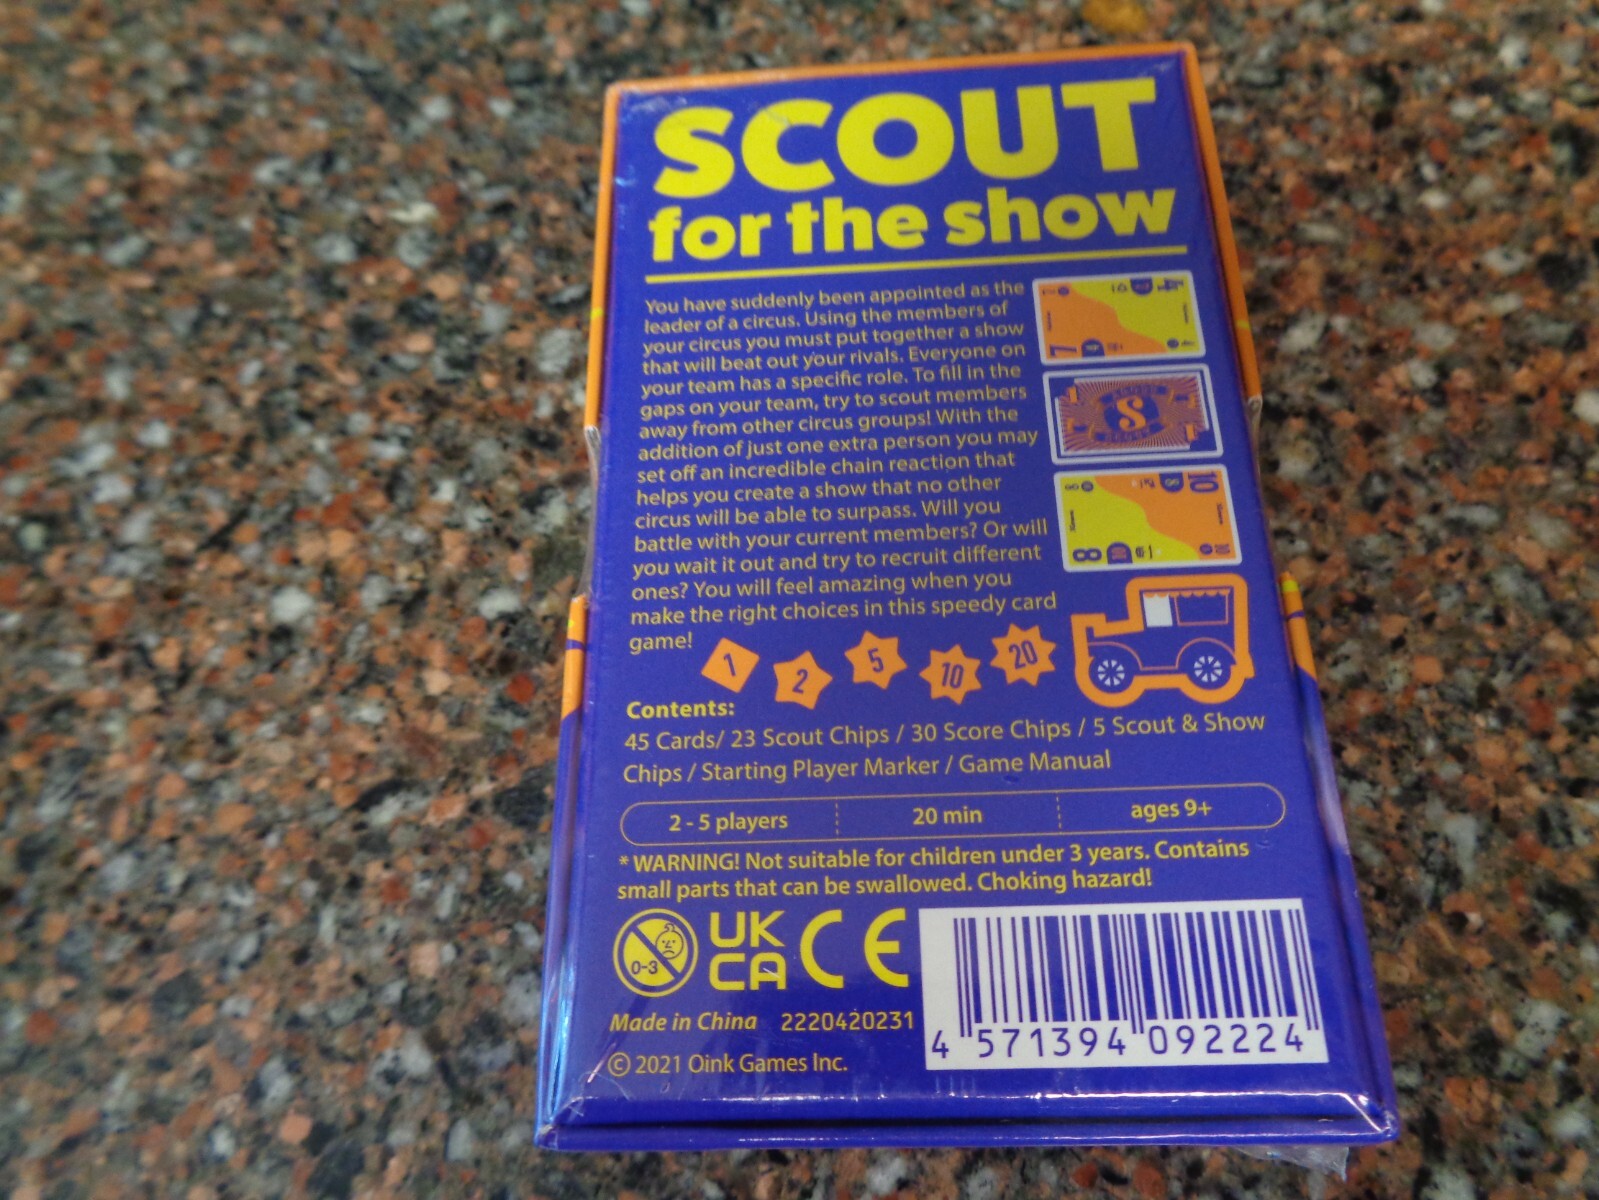 SCOUT
for the show
You have suddenly been appointed as the
leader of a circus. Using the members of
your circus you must put together a show
that will beat out your rivals. Everyone on
your team has a specific role. To fill in the
gaps on your team, try to scout members
away from other circus groups! With the
addition of just one extra person you may
set off an incredible chain reaction that
helps you create a show that no other
circus will be able to surpass. Will you
battle with your current members? Or will
you wait it out and try to recruit different
ones? You will feel amazing when you
make the right choices in this speedy card
game!
7
4
S
10
8
1 2 5 10 20
Contents:
45 Cards/ 23 Scout Chips / 30 Score Chips / 5 Scout & Show
Chips / Starting Player Marker / Game Manual
2 - 5 players 20 min ages 9+
* WARNING! Not suitable for children under 3 years. Contains
small parts that can be swallowed. Choking hazard!
0-3
UK
CA
CE
Made in China 2220420231
© 2021 Oink Games Inc.
4 571394 092224